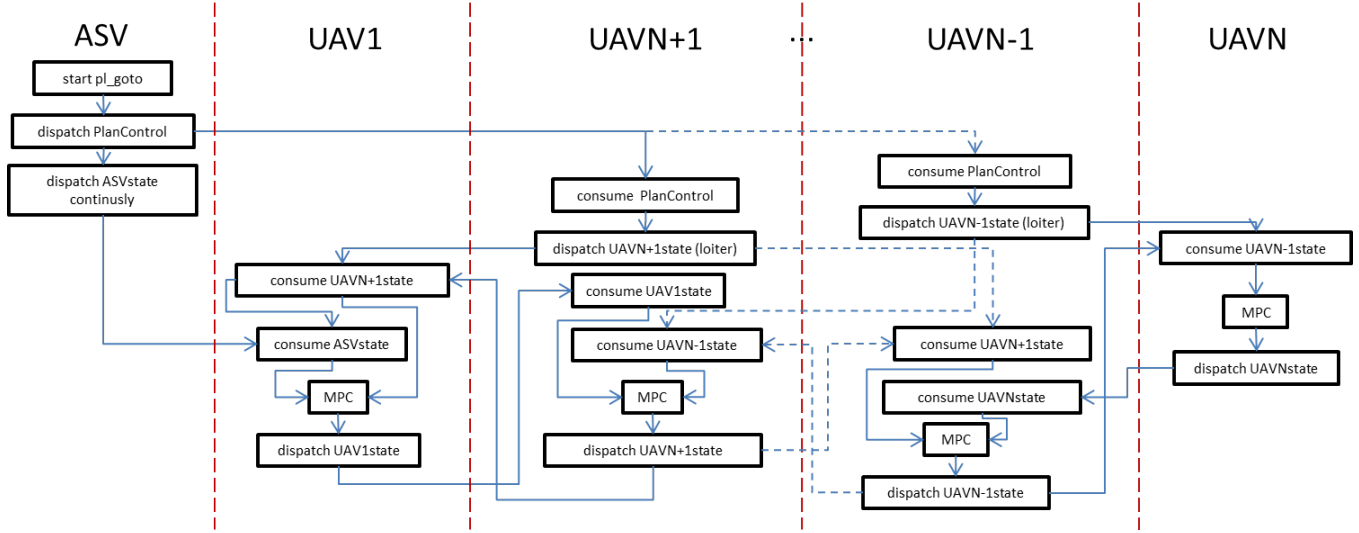 ASV
UAV1
UAVN+1
...
UAVN-1
UAVN
start pl_goto
dispatch PlanControl
dispatch ASVstate
continusly
consume UAVN+1state
consume ASVstate
MPC
dispatch UAV1state
consume PlanControl
dispatch UAVN+1state (loiter)
consume UAV1state
consume UAVN-1state
MPC
dispatch UAVN+1state
consume PlanControl
dispatch UAVN-1state (loiter)
consume UAVN+1state
consume UAVNstate
MPC
dispatch UAVN-1state
consume UAVN-1state
MPC
dispatch UAVNstate